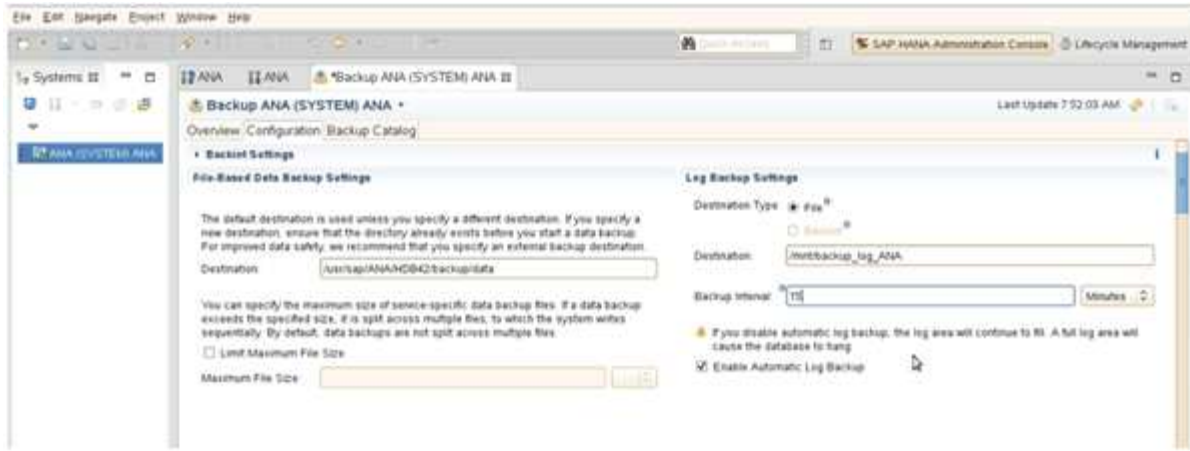 File Edit Navigate Project Window Help
Quick Access
SAP HANA Administration Console
Lifecycle Management
Systems
ANA
ANA
*Backup ANA (SYSTEM) ANA
Backup ANA (SYSTEM) ANA
Last Update 7:52:03 AM
Overview Configuration Backup Catalog
ANA (SYSTEM) ANA
Backint Settings
File-Based Data Backup Settings
The default destination is used unless you specify a different destination. If you specify a
new destination, ensure that the directory already exists before you start a data backup.
For improved data safety, we recommend that you specify an external backup destination.
Destination /usr/sap/ANA/HDB42/backup/data
You can specify the maximum size of service-specific data backup files. If a data backup
exceeds the specified size, it is split across multiple files, to which the system writes
sequentially. By default, data backups are not split across multiple files.
Limit Maximum File Size
Maximum File Size
Log Backup Settings
Destination Type File
Backint
Destination /mnt/backup_log_ANA
Backup Interval 15 Minutes
If you disable automatic log backup, the log area will continue to fill. A full log area will
cause the database to hang
Enable Automatic Log Backup